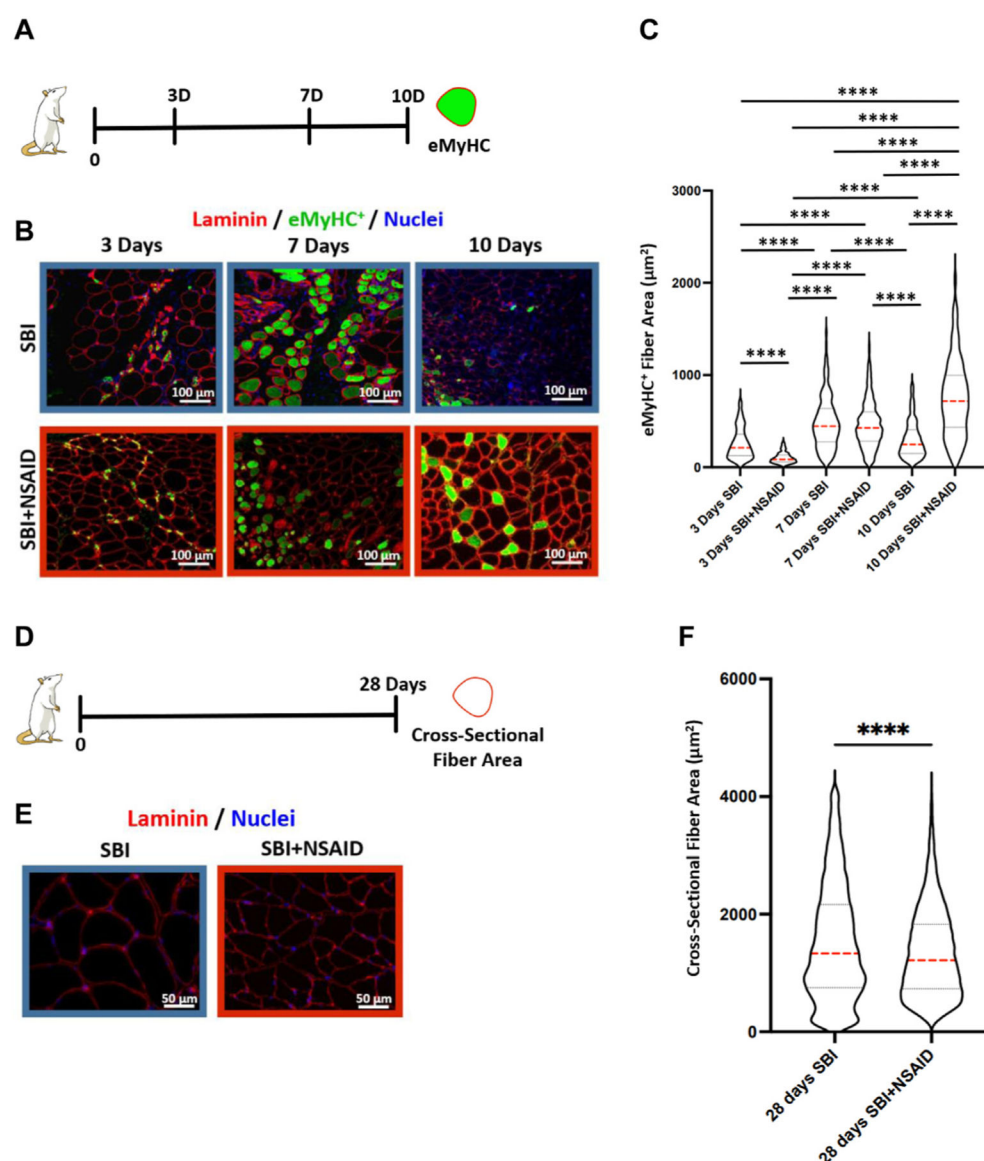 A
3D
7D
10D
0
eMyHC
B
Laminin / eMyHC⁺ / Nuclei
3 Days
7 Days
10 Days
SBI
100 µm
100 µm
100 µm
SBI+NSAID
100 µm
100 µm
100 µm
C
****
****
****
****
****
****
****
****
****
****
****
****
****
eMyHC⁺ Fiber Area (µm²)
3000
2000
1000
0
3 Days SBI
3 Days SBI+NSAID
7 Days SBI
7 Days SBI+NSAID
10 Days SBI
10 Days SBI+NSAID
D
28 Days
0
Cross-Sectional
Fiber Area
E
Laminin / Nuclei
SBI
SBI+NSAID
50 µm
50 µm
F
****
Cross-Sectional Fiber Area (µm²)
6000
4000
2000
0
28 days SBI
28 days SBI+NSAID